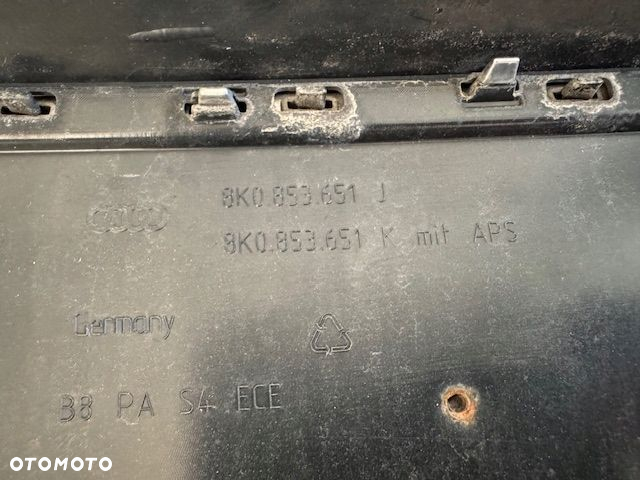 8K0.853.651 J
8K0.853.651 K mit APS
Germany
B8 PA S4 ECE
OTOMOTO